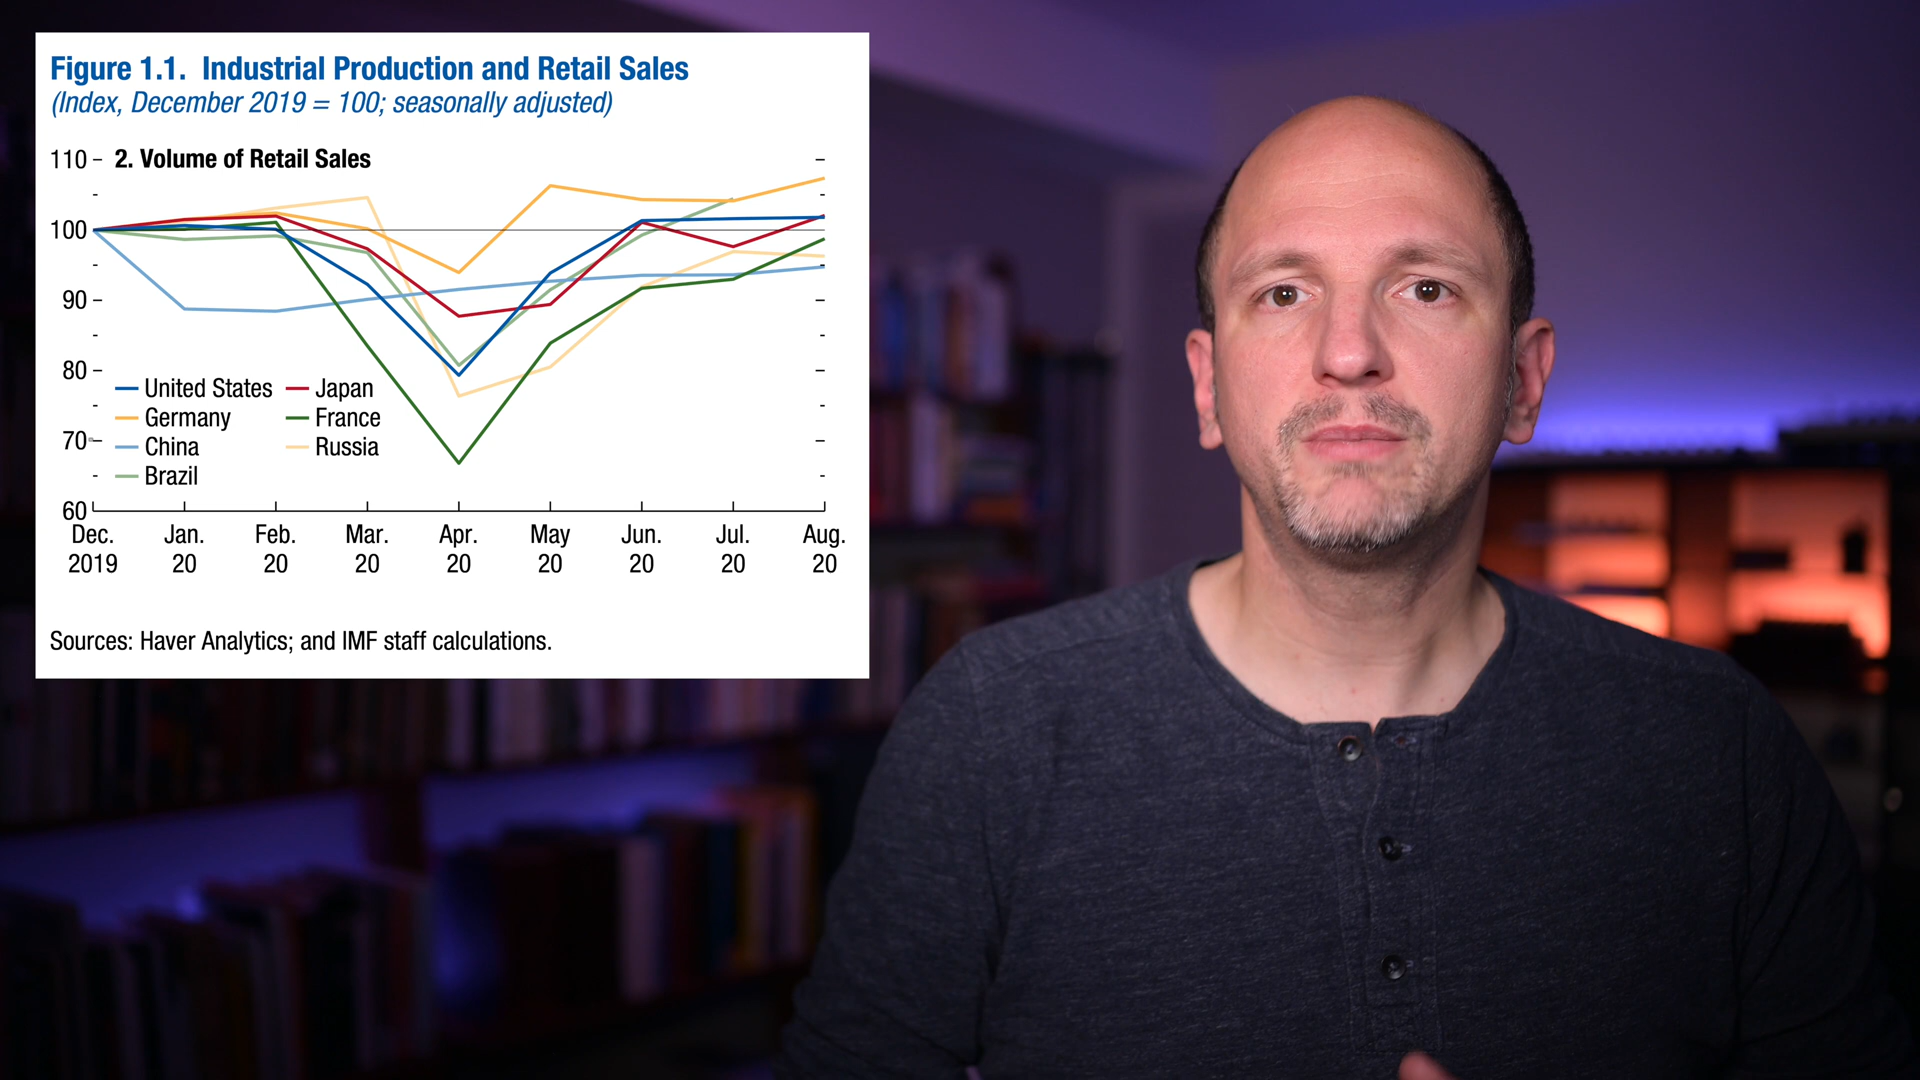 Figure 1.1. Industrial Production and Retail Sales
(Index, December 2019 = 100; seasonally adjusted)
110
2. Volume of Retail Sales
100
90
80
United States
Japan
Germany
France
70
China
Russia
Brazil
60
Dec. Jan. Feb. Mar. Apr. May Jun. Jul. Aug.
2019 20 20 20 20 20 20 20 20
Sources: Haver Analytics; and IMF staff calculations.